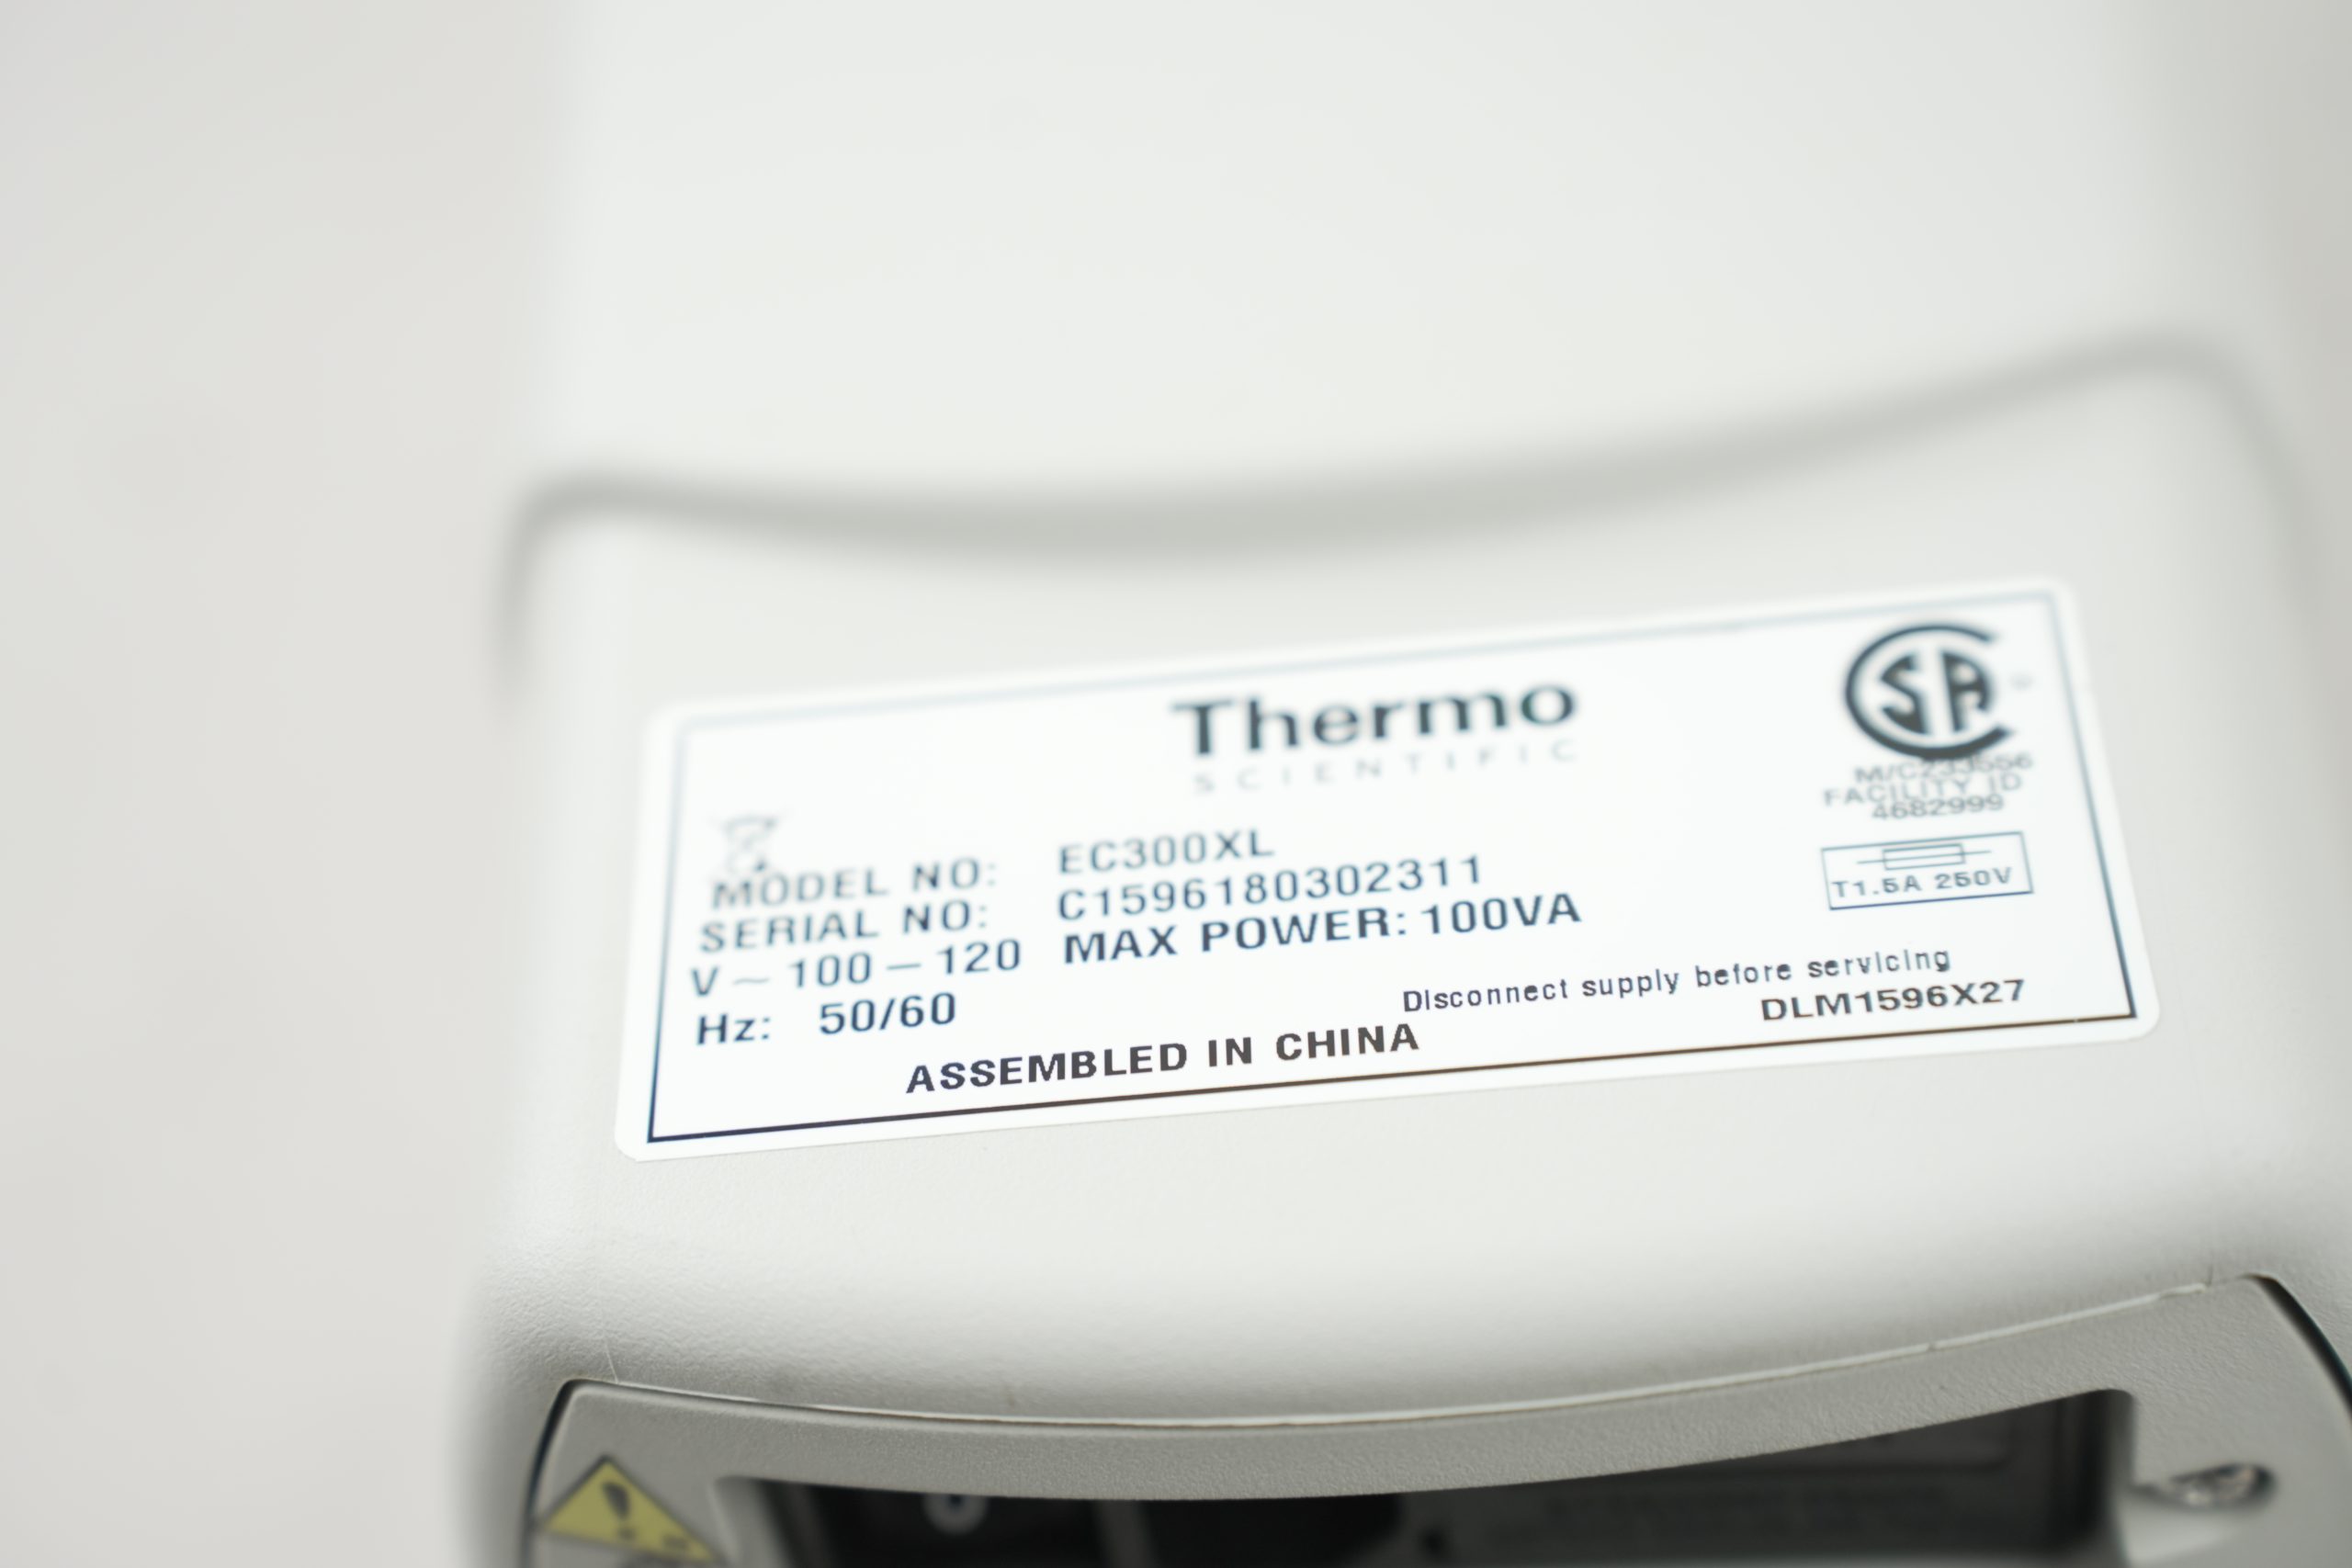 Thermo
SCIENTIFIC
SA
M/C233556
FACILITY ID
4682999
MODEL NO: EC300XL
SERIAL NO: C1596180302311
V ~ 100 – 120 MAX POWER: 100VA
Hz: 50/60
T1.5A 250V
Disconnect supply before servicing
DLM1596X27
ASSEMBLED IN CHINA
!